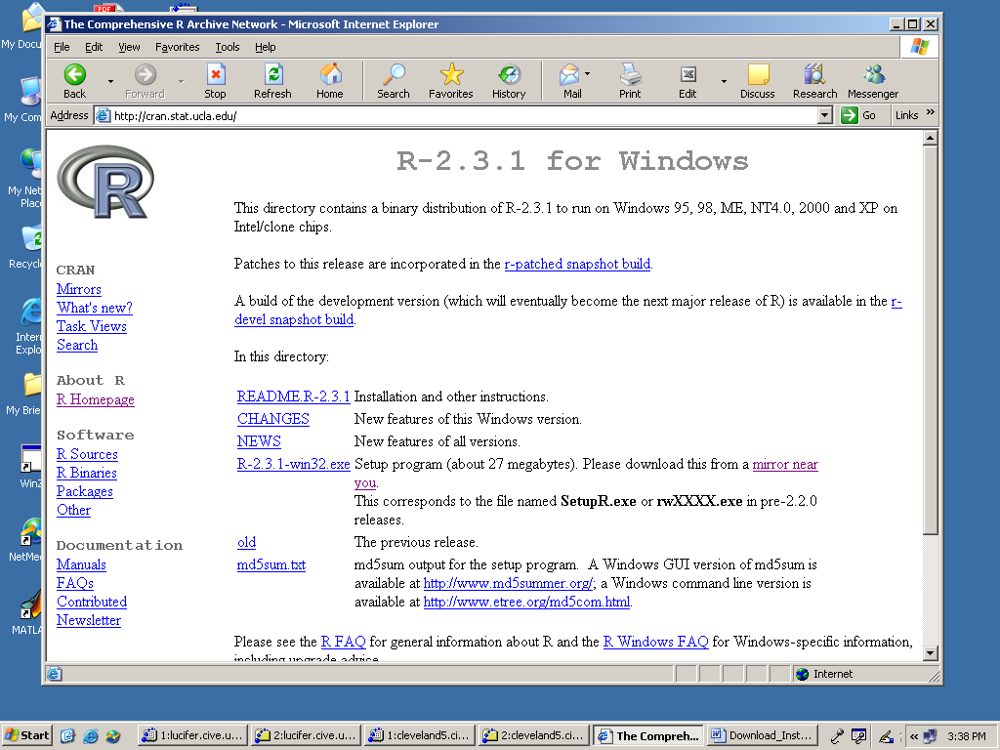 PDF
The Comprehensive R Archive Network - Microsoft Internet Explorer
File Edit View Favorites Tools Help
Back Forward Stop Refresh Home Search Favorites History Mail Print Edit Discuss Research Messenger
Address http://cran.stat.ucla.edu/ Go Links »
My Docu
My Com
My Net
Place
Recycl
Inter
Explo
My Brie
Win
NetMe
MATLA
R
CRAN
Mirrors
What's new?
Task Views
Search
About R
R Homepage
Software
R Sources
R Binaries
Packages
Other
Documentation
Manuals
FAQs
Contributed
Newsletter
R-2.3.1 for Windows
This directory contains a binary distribution of R-2.3.1 to run on Windows 95, 98, ME, NT4.0, 2000 and XP on
Intel/clone chips.
Patches to this release are incorporated in the r-patched snapshot build.
A build of the development version (which will eventually become the next major release of R) is available in the r-
devel snapshot build.
In this directory:
README.R-2.3.1 Installation and other instructions.
CHANGES New features of this Windows version.
NEWS New features of all versions.
R-2.3.1-win32.exe Setup program (about 27 megabytes). Please download this from a mirror near
you.
This corresponds to the file named SetupR.exe or rwXXXX.exe in pre-2.2.0
releases.
old The previous release.
md5sum.txt md5sum output for the setup program. A Windows GUI version of md5sum is
available at http://www.md5summer.org/; a Windows command line version is
available at http://www.etree.org/md5com.html.
Please see the R FAQ for general information about R and the R Windows FAQ for Windows-specific information,
including upgrade advice.
Internet
Start 1:lucifer.cive.u... 2:lucifer.cive.u... 1:cleveland5.ci... 2:cleveland5.ci... The Compreh... Download_Inst... « 3:38 PM